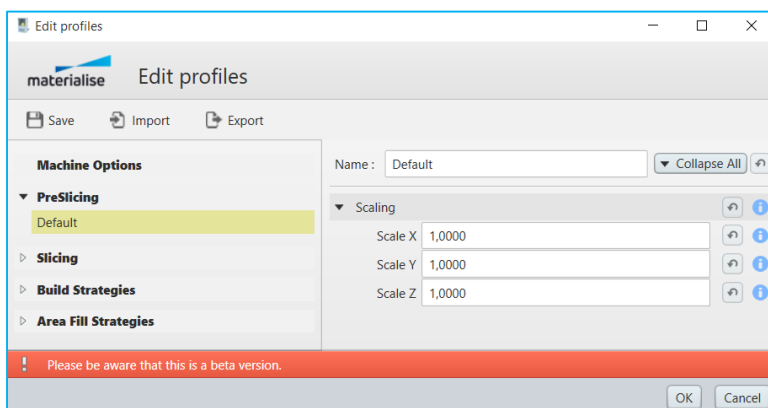 Edit profiles
materialise Edit profiles
Save Import Export
Machine Options
PreSlicing
Default
Slicing
Build Strategies
Area Fill Strategies
Name : Default Collapse All
Scaling
Scale X 1,0000
Scale Y 1,0000
Scale Z 1,0000
! Please be aware that this is a beta version.
OK Cancel